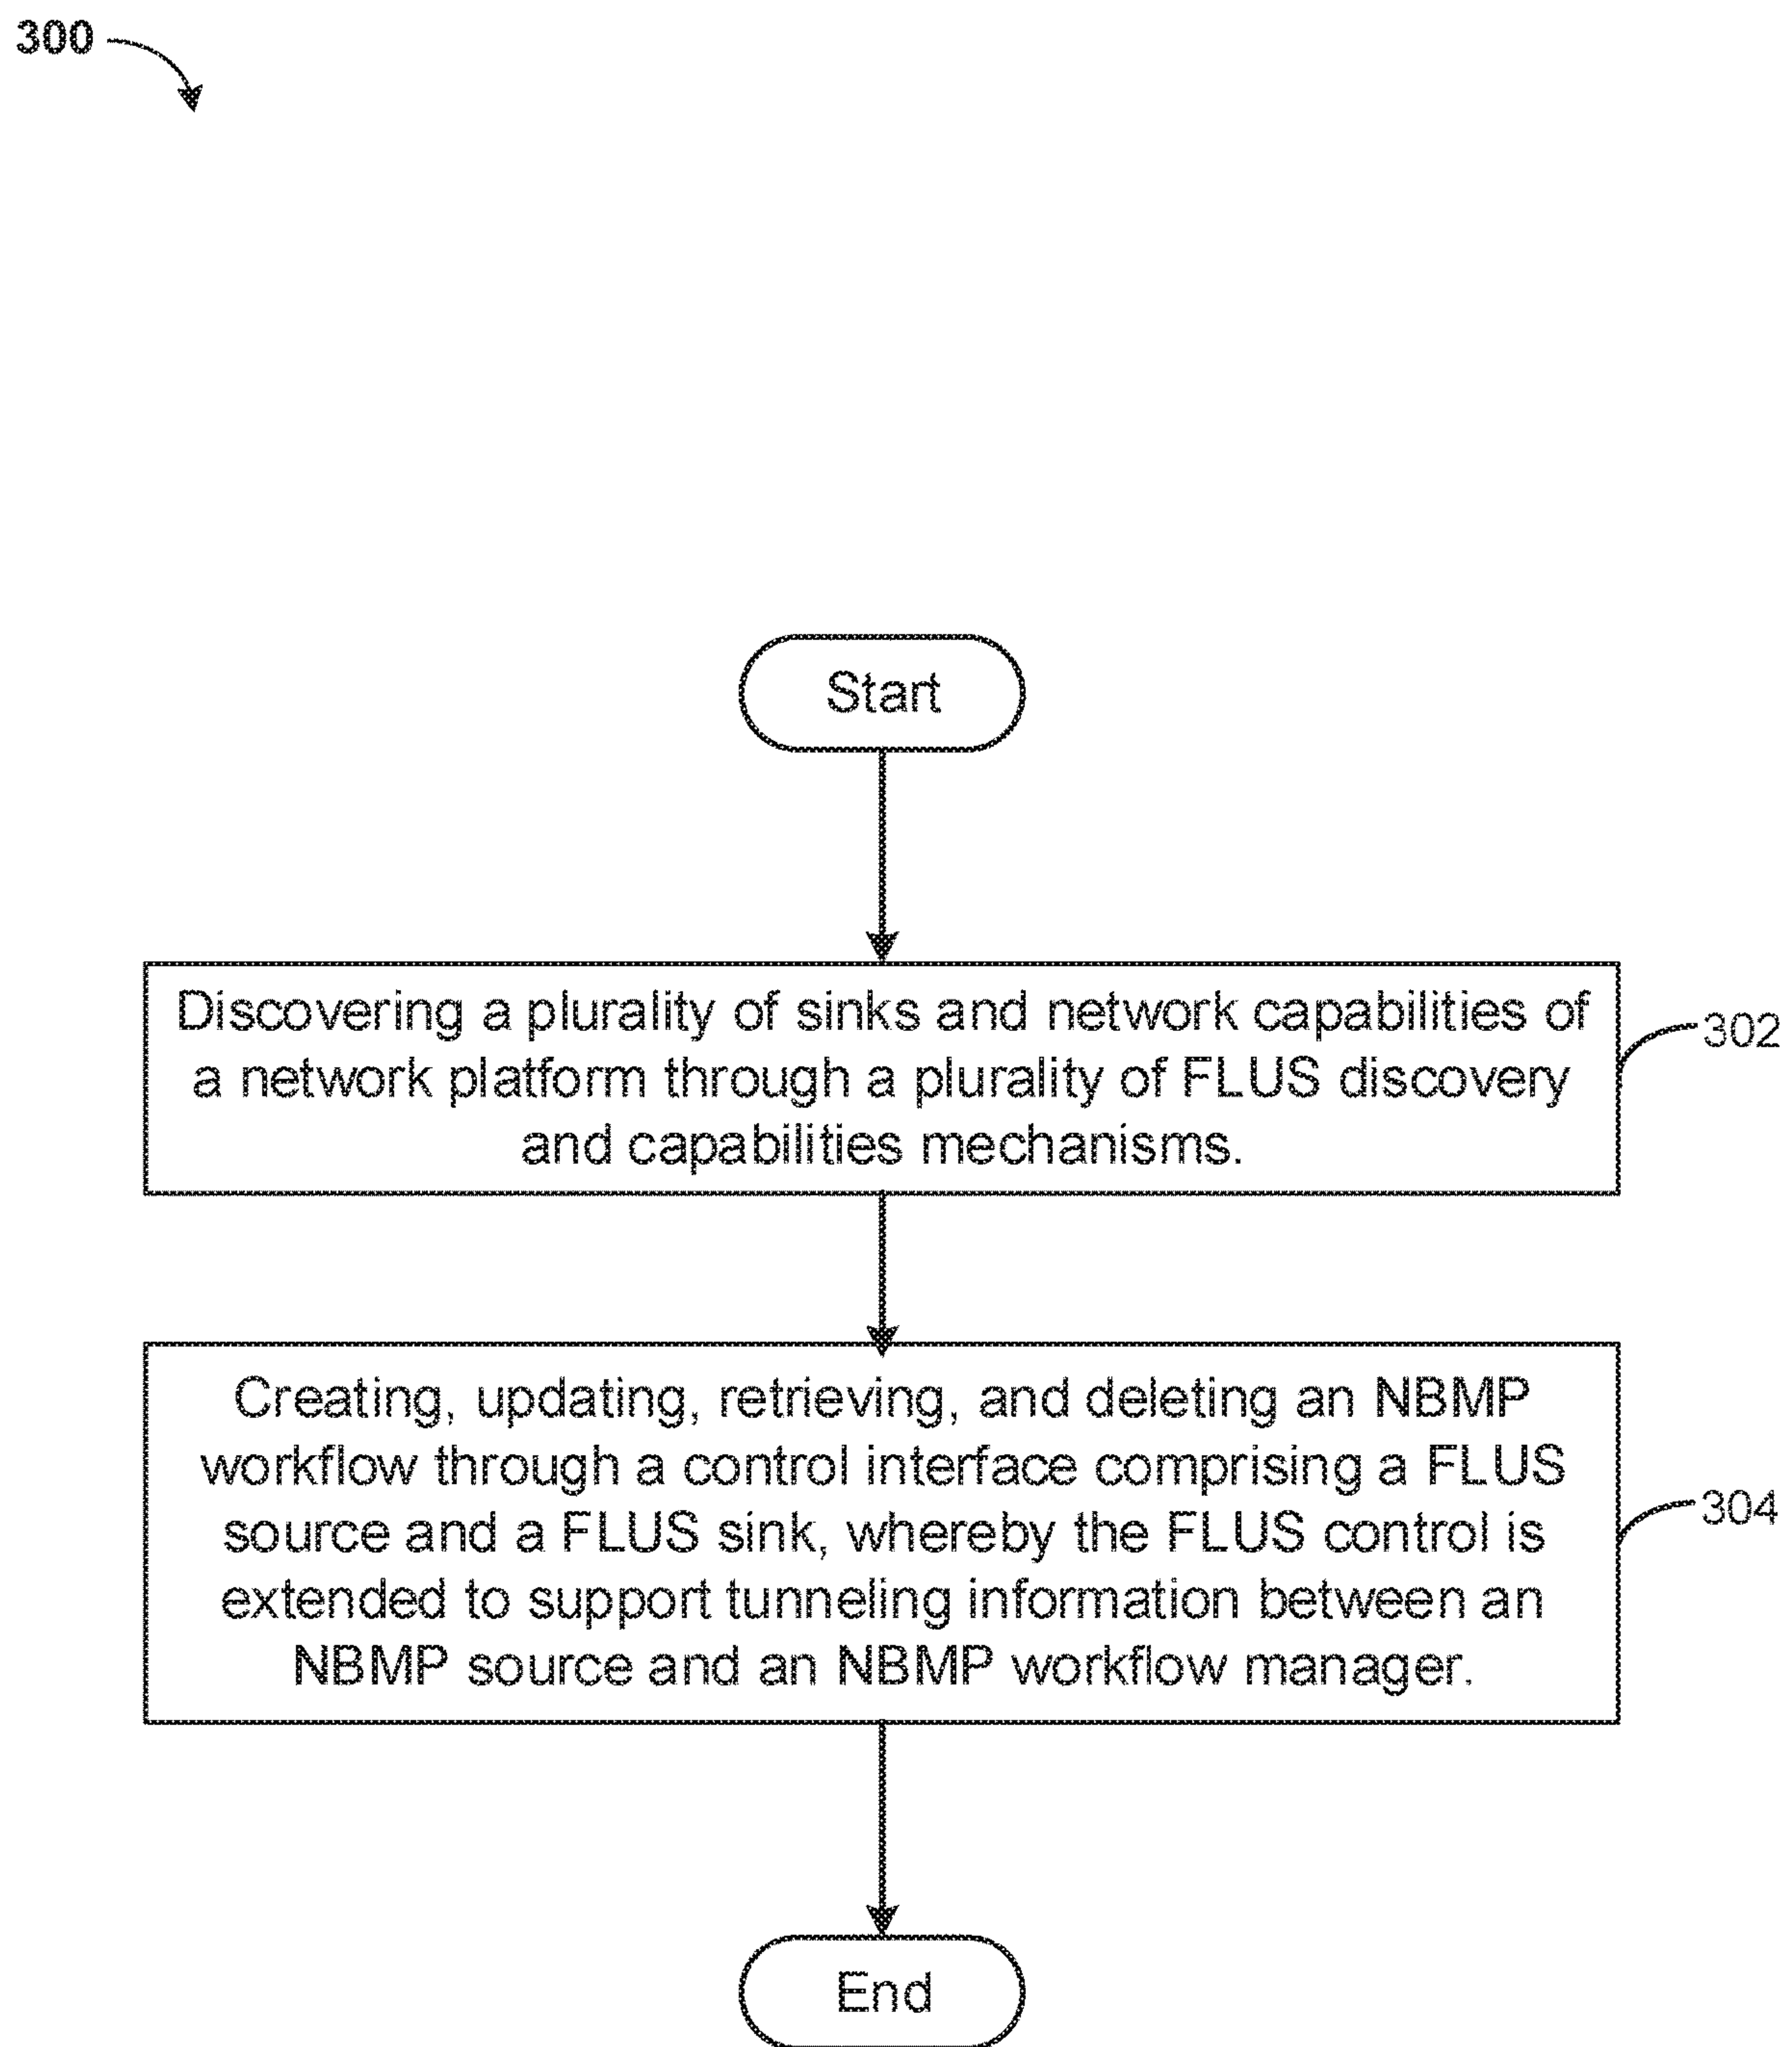 300
Start
Discovering a plurality of sinks and network capabilities of
a network platform through a plurality of FLUS discovery
and capabilities mechanisms.
302
Creating, updating, retrieving, and deleting an NBMP
workflow through a control interface comprising a FLUS
source and a FLUS sink, whereby the FLUS control is
extended to support tunneling information between an
NBMP source and an NBMP workflow manager.
304
End